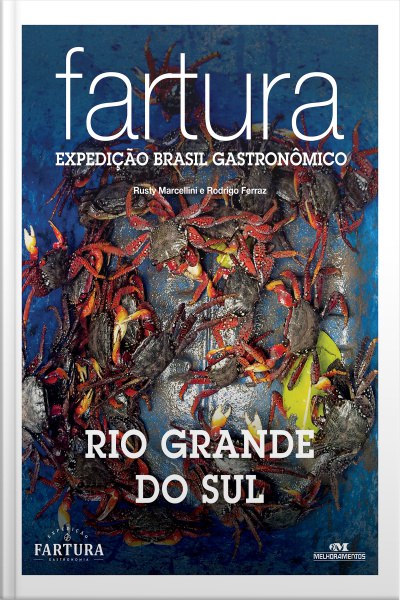 fartura
EXPEDIÇÃO BRASIL GASTRONÔMICO
Rusty Marcellini e Rodrigo Ferraz
RIO GRANDE
DO SUL
EXPEDIÇÃO
FARTURA
GASTRONOMIA
MELHORAMENTOS